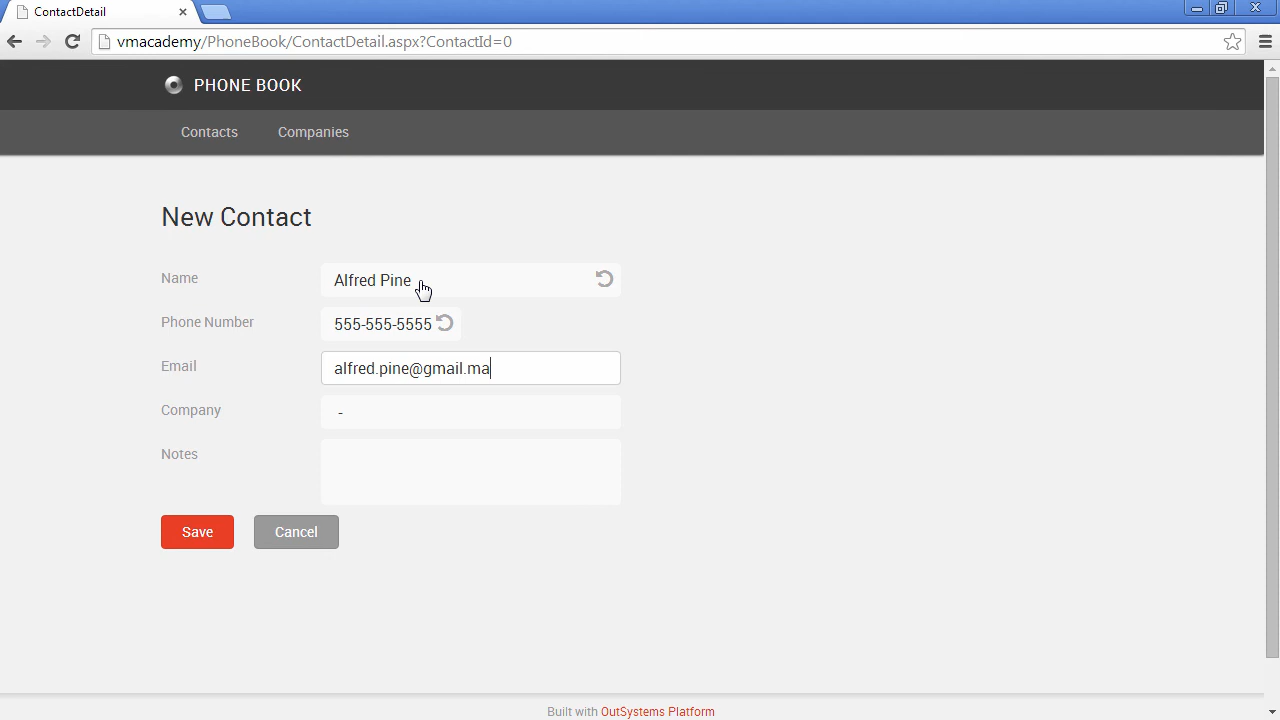 ContactDetail
vmacademy/PhoneBook/ContactDetail.aspx?ContactId=0
PHONE BOOK
Contacts Companies
New Contact
Name Alfred Pine
Phone Number 555-555-5555
Email alfred.pine@gmail.ma
Company -
Notes
Save Cancel
Built with OutSystems Platform